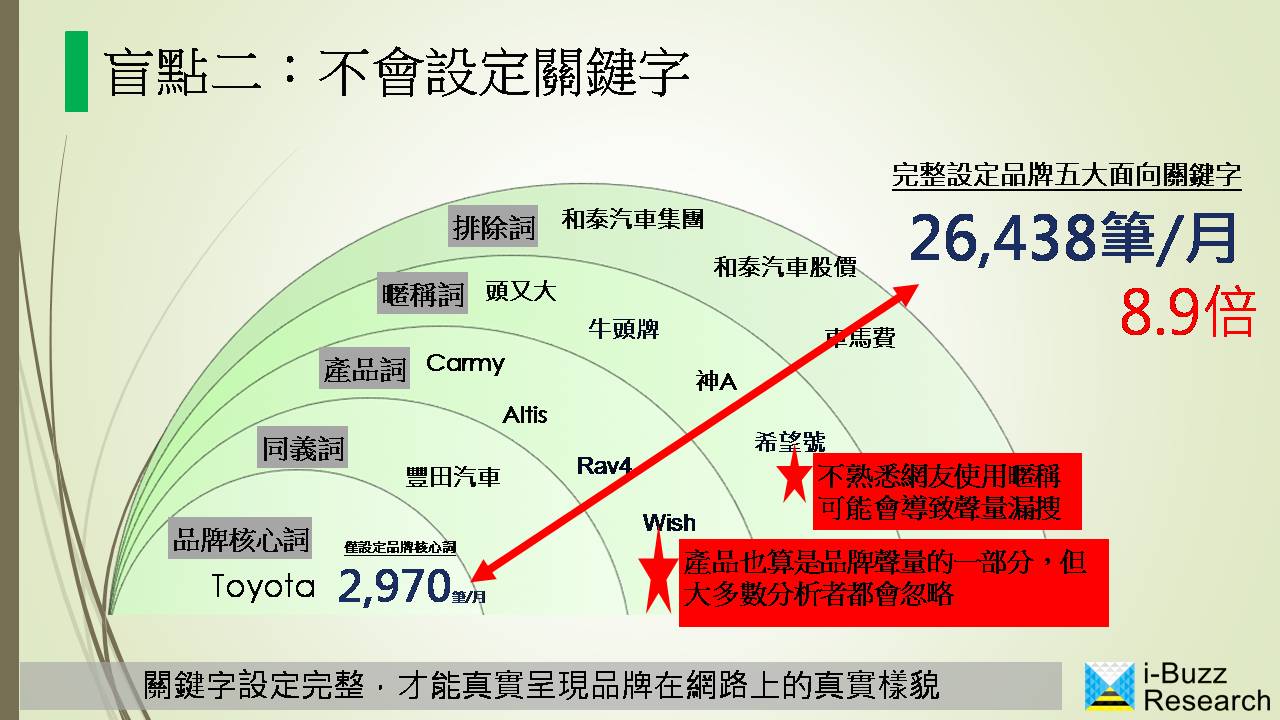 盲點二：不會設定關鍵字
完整設定品牌五大面向關鍵字
26,438筆/月
8.9倍
排除詞
和泰汽車集團
和泰汽車股價
車馬費
暱稱詞
頭又大
牛頭牌
神A
希望號
產品詞
Carmy
Altis
Rav4
Wish
同義詞
豐田汽車
品牌核心詞
Toyota
僅設定品牌核心詞
2,970筆/月
不熟悉網友使用暱稱
可能會導致聲量漏搜
產品也算是品牌聲量的一部分，但
大多數分析者都會忽略
關鍵字設定完整，才能真實呈現品牌在網路上的真實樣貌
i-Buzz
Research